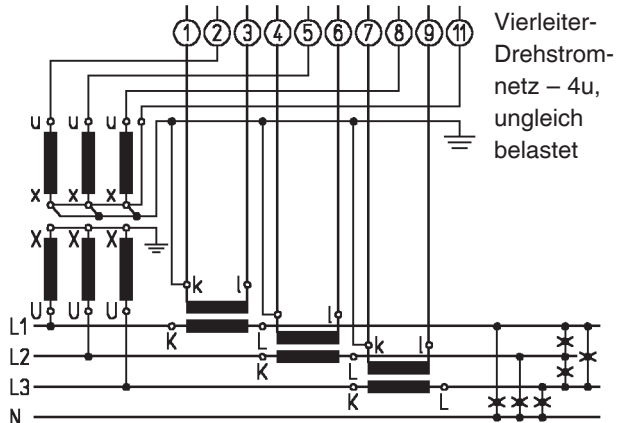 1 2 3 4 5 6 7 8 9 11
Vierleiter-
Drehstrom-
netz – 4u,
ungleich
belastet
u u u
x x x
X X X
k l
U U U
l
L1
K L
k l
L2
K L
L3
K L
N